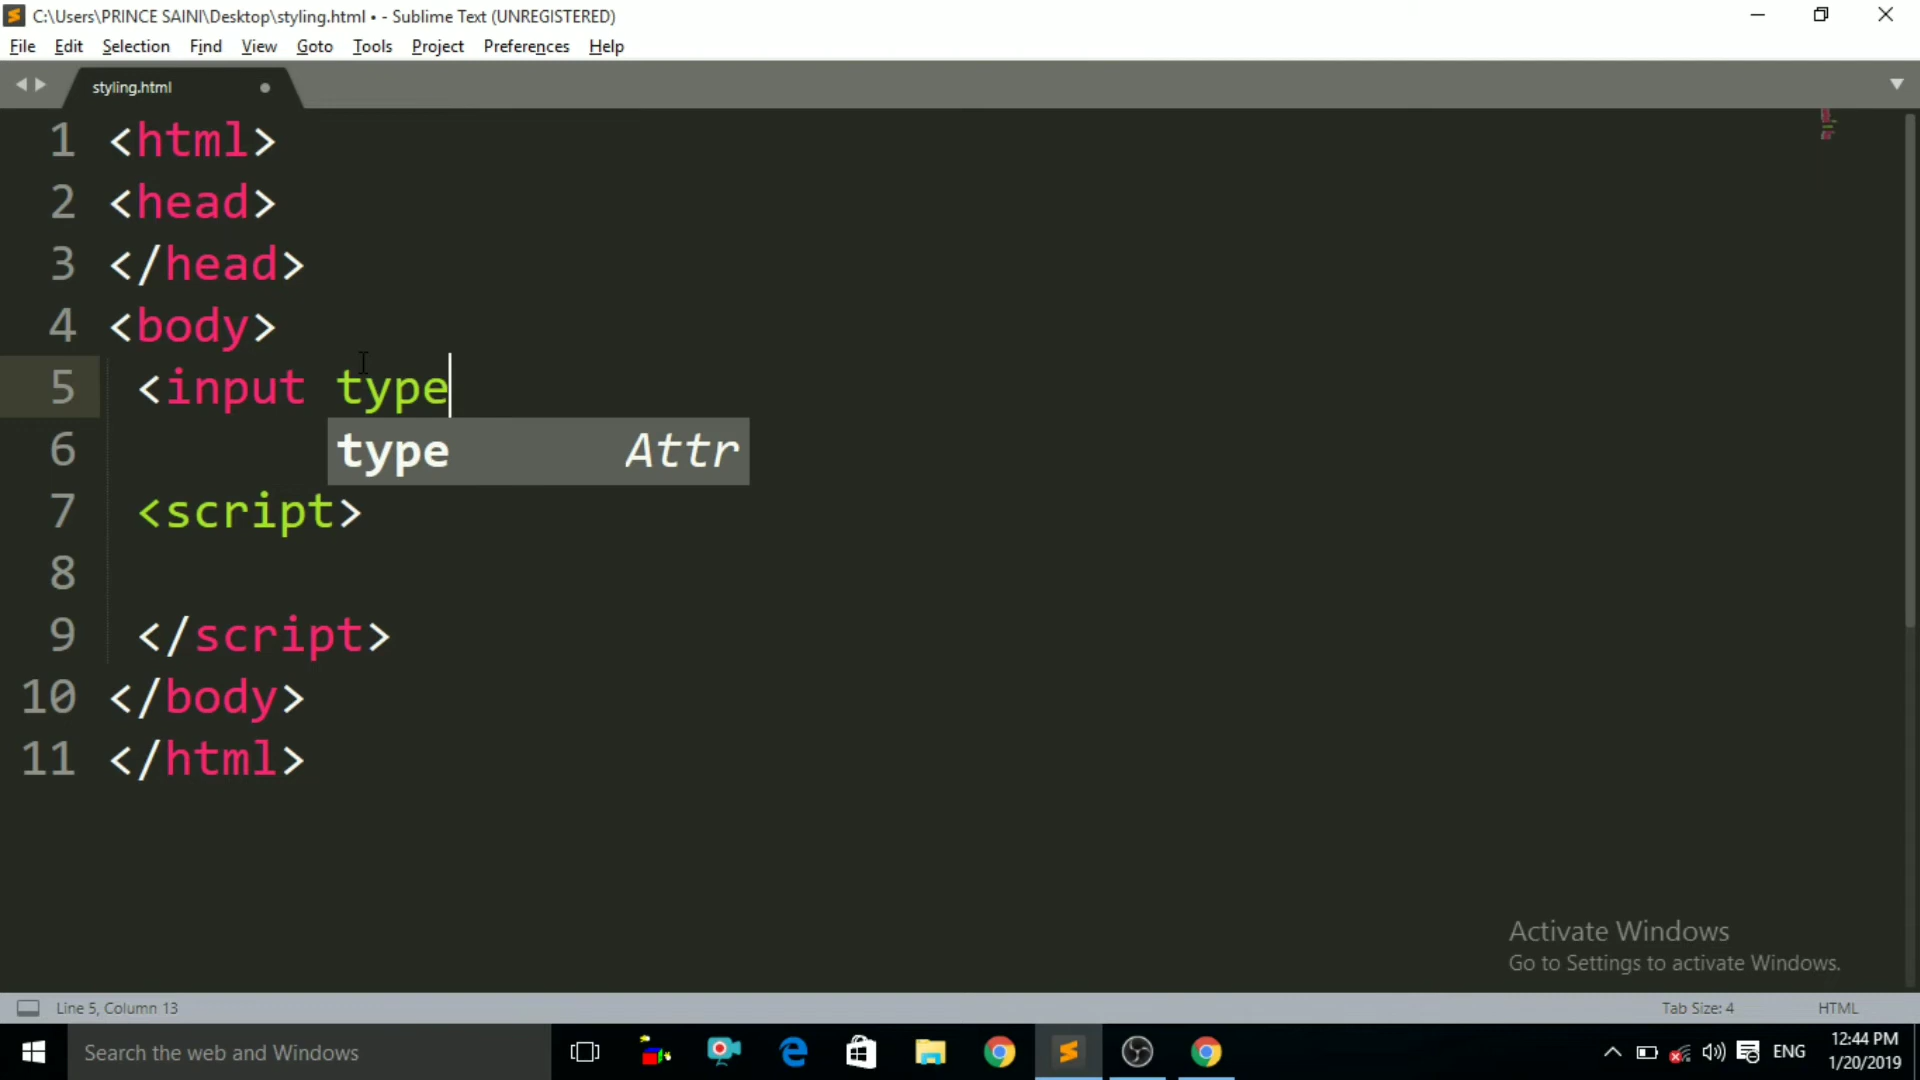 C:\Users\PRINCE SAINI\Desktop\styling.html • - Sublime Text (UNREGISTERED)
File Edit Selection Find View Goto Tools Project Preferences Help
styling.html
1 <html>
2 <head>
3 </head>
4 <body>
5 <input type
6
type Attr
7 <script>
8
9 </script>
10 </body>
11 </html>
Activate Windows
Go to Settings to activate Windows.
Line 5, Column 13 Tab Size: 4 HTML
Search the web and Windows
ENG
12:44 PM
1/20/2019